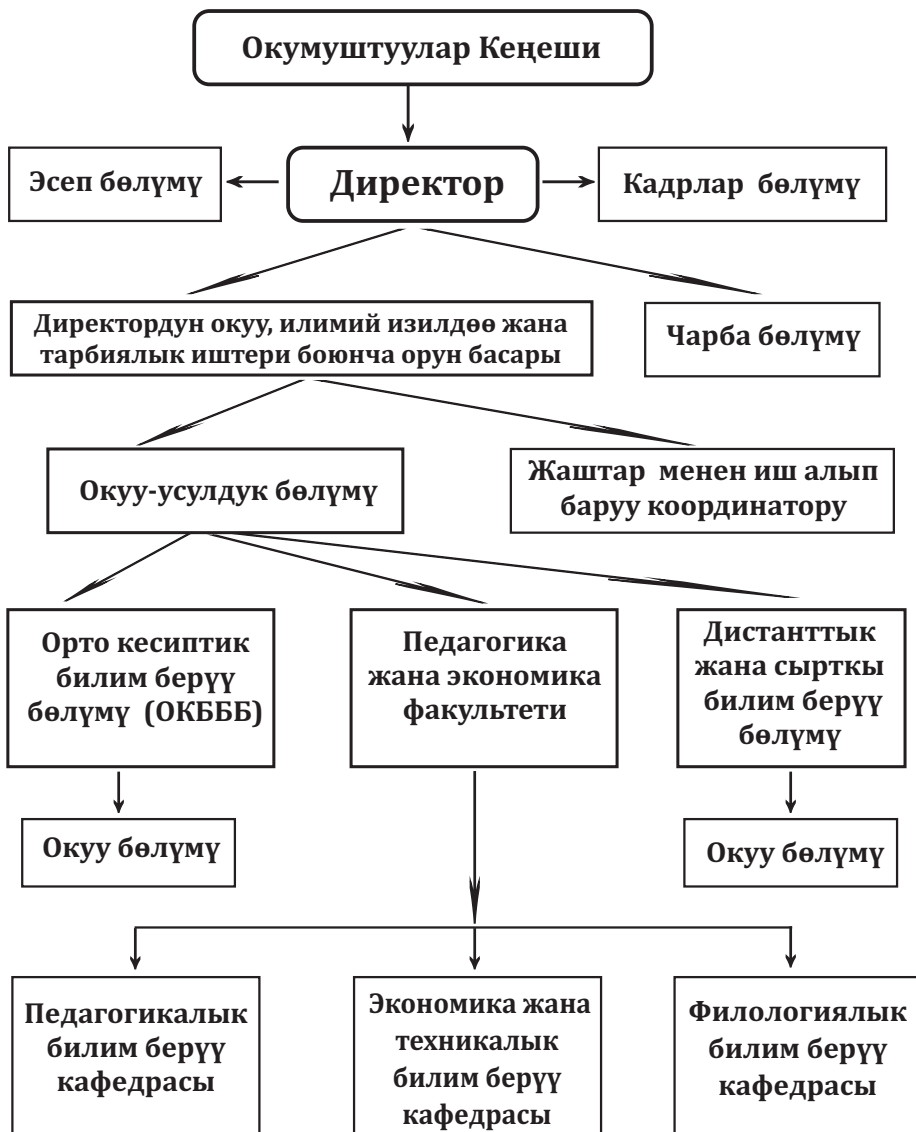 Окумуштуулар Кеңеши
Эсеп бөлүмү
Директор
Кадрлар бөлүмү
Директордун окуу, илимий изилдөө жана
тарбиялык иштери боюнча орун басары
Чарба бөлүмү
Окуу-усулдук бөлүмү
Жаштар менен иш алып
баруу координатору
Орто кесиптик
билим берүү
бөлүмү (ОКБББ)
Педагогика
жана экономика
факультети
Дистанттык
жана сырткы
билим берүү
бөлүмү
Окуу бөлүмү
Окуу бөлүмү
Педагогикалык
билим берүү
кафедрасы
Экономика жана
техникалык
билим берүү
кафедрасы
Филологиялык
билим берүү
кафедрасы